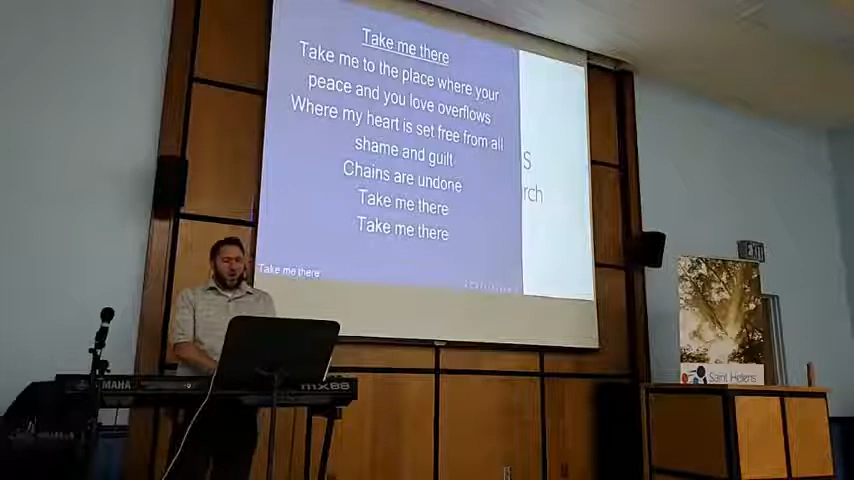 Take me there
Take me to the place where your
peace and you love overflows
Where my heart is set free from all
shame and guilt
Chains are undone
Take me there
Take me there
Take me there
S
rch
EXIT
Saint Helens
YAMAHA
MX88